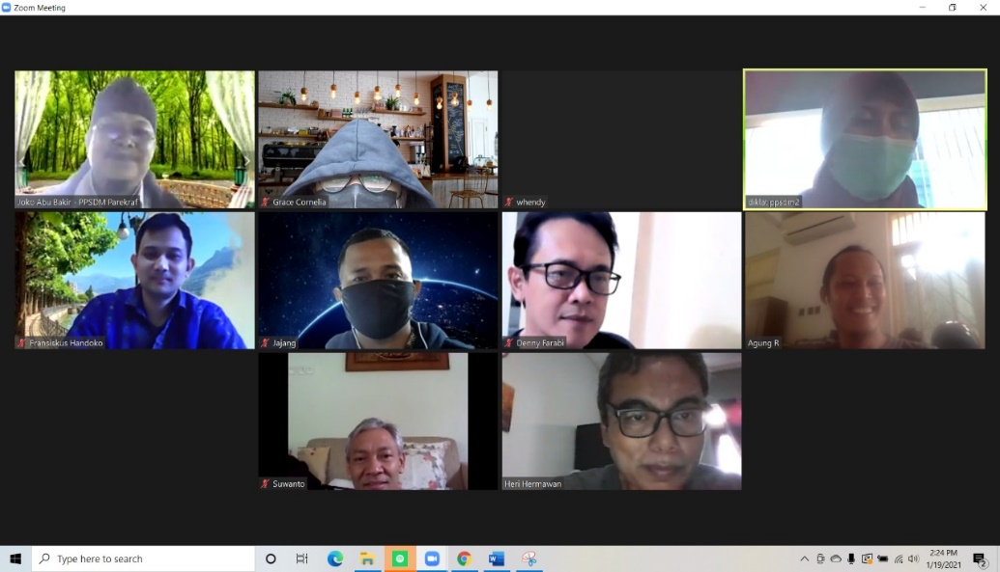 Zoom Meeting
Joko Abu Bakir - PPSDM Parekraf
Grace Cornelia
whendy
diklat ppsdm2
Fransiskus Handoko
Jajang
Denny Farabi
Agung R
Suwanto
Heri Hermawan
Type here to search
2:24 PM
1/19/2021
2